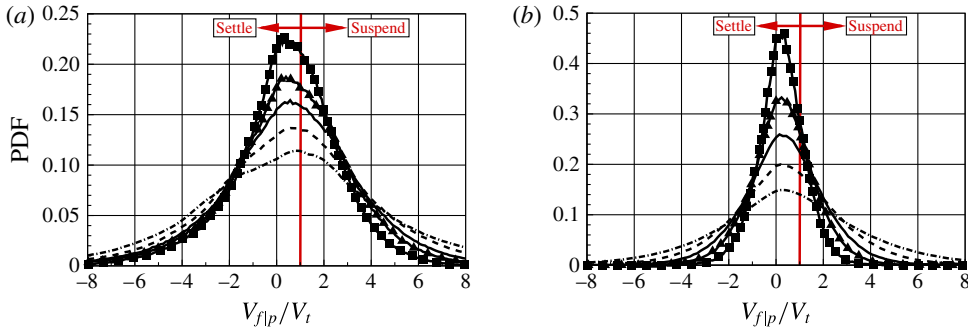 (a)
Settle Suspend
0.25
0.20
0.15
0.10
0.05
0
PDF
−8 −6 −4 −2 0 2 4 6 8
V_{f|p}/V_t
(b)
Settle Suspend
0.5
0.4
0.3
0.2
0.1
0
−8 −6 −4 −2 0 2 4 6 8
V_{f|p}/V_t